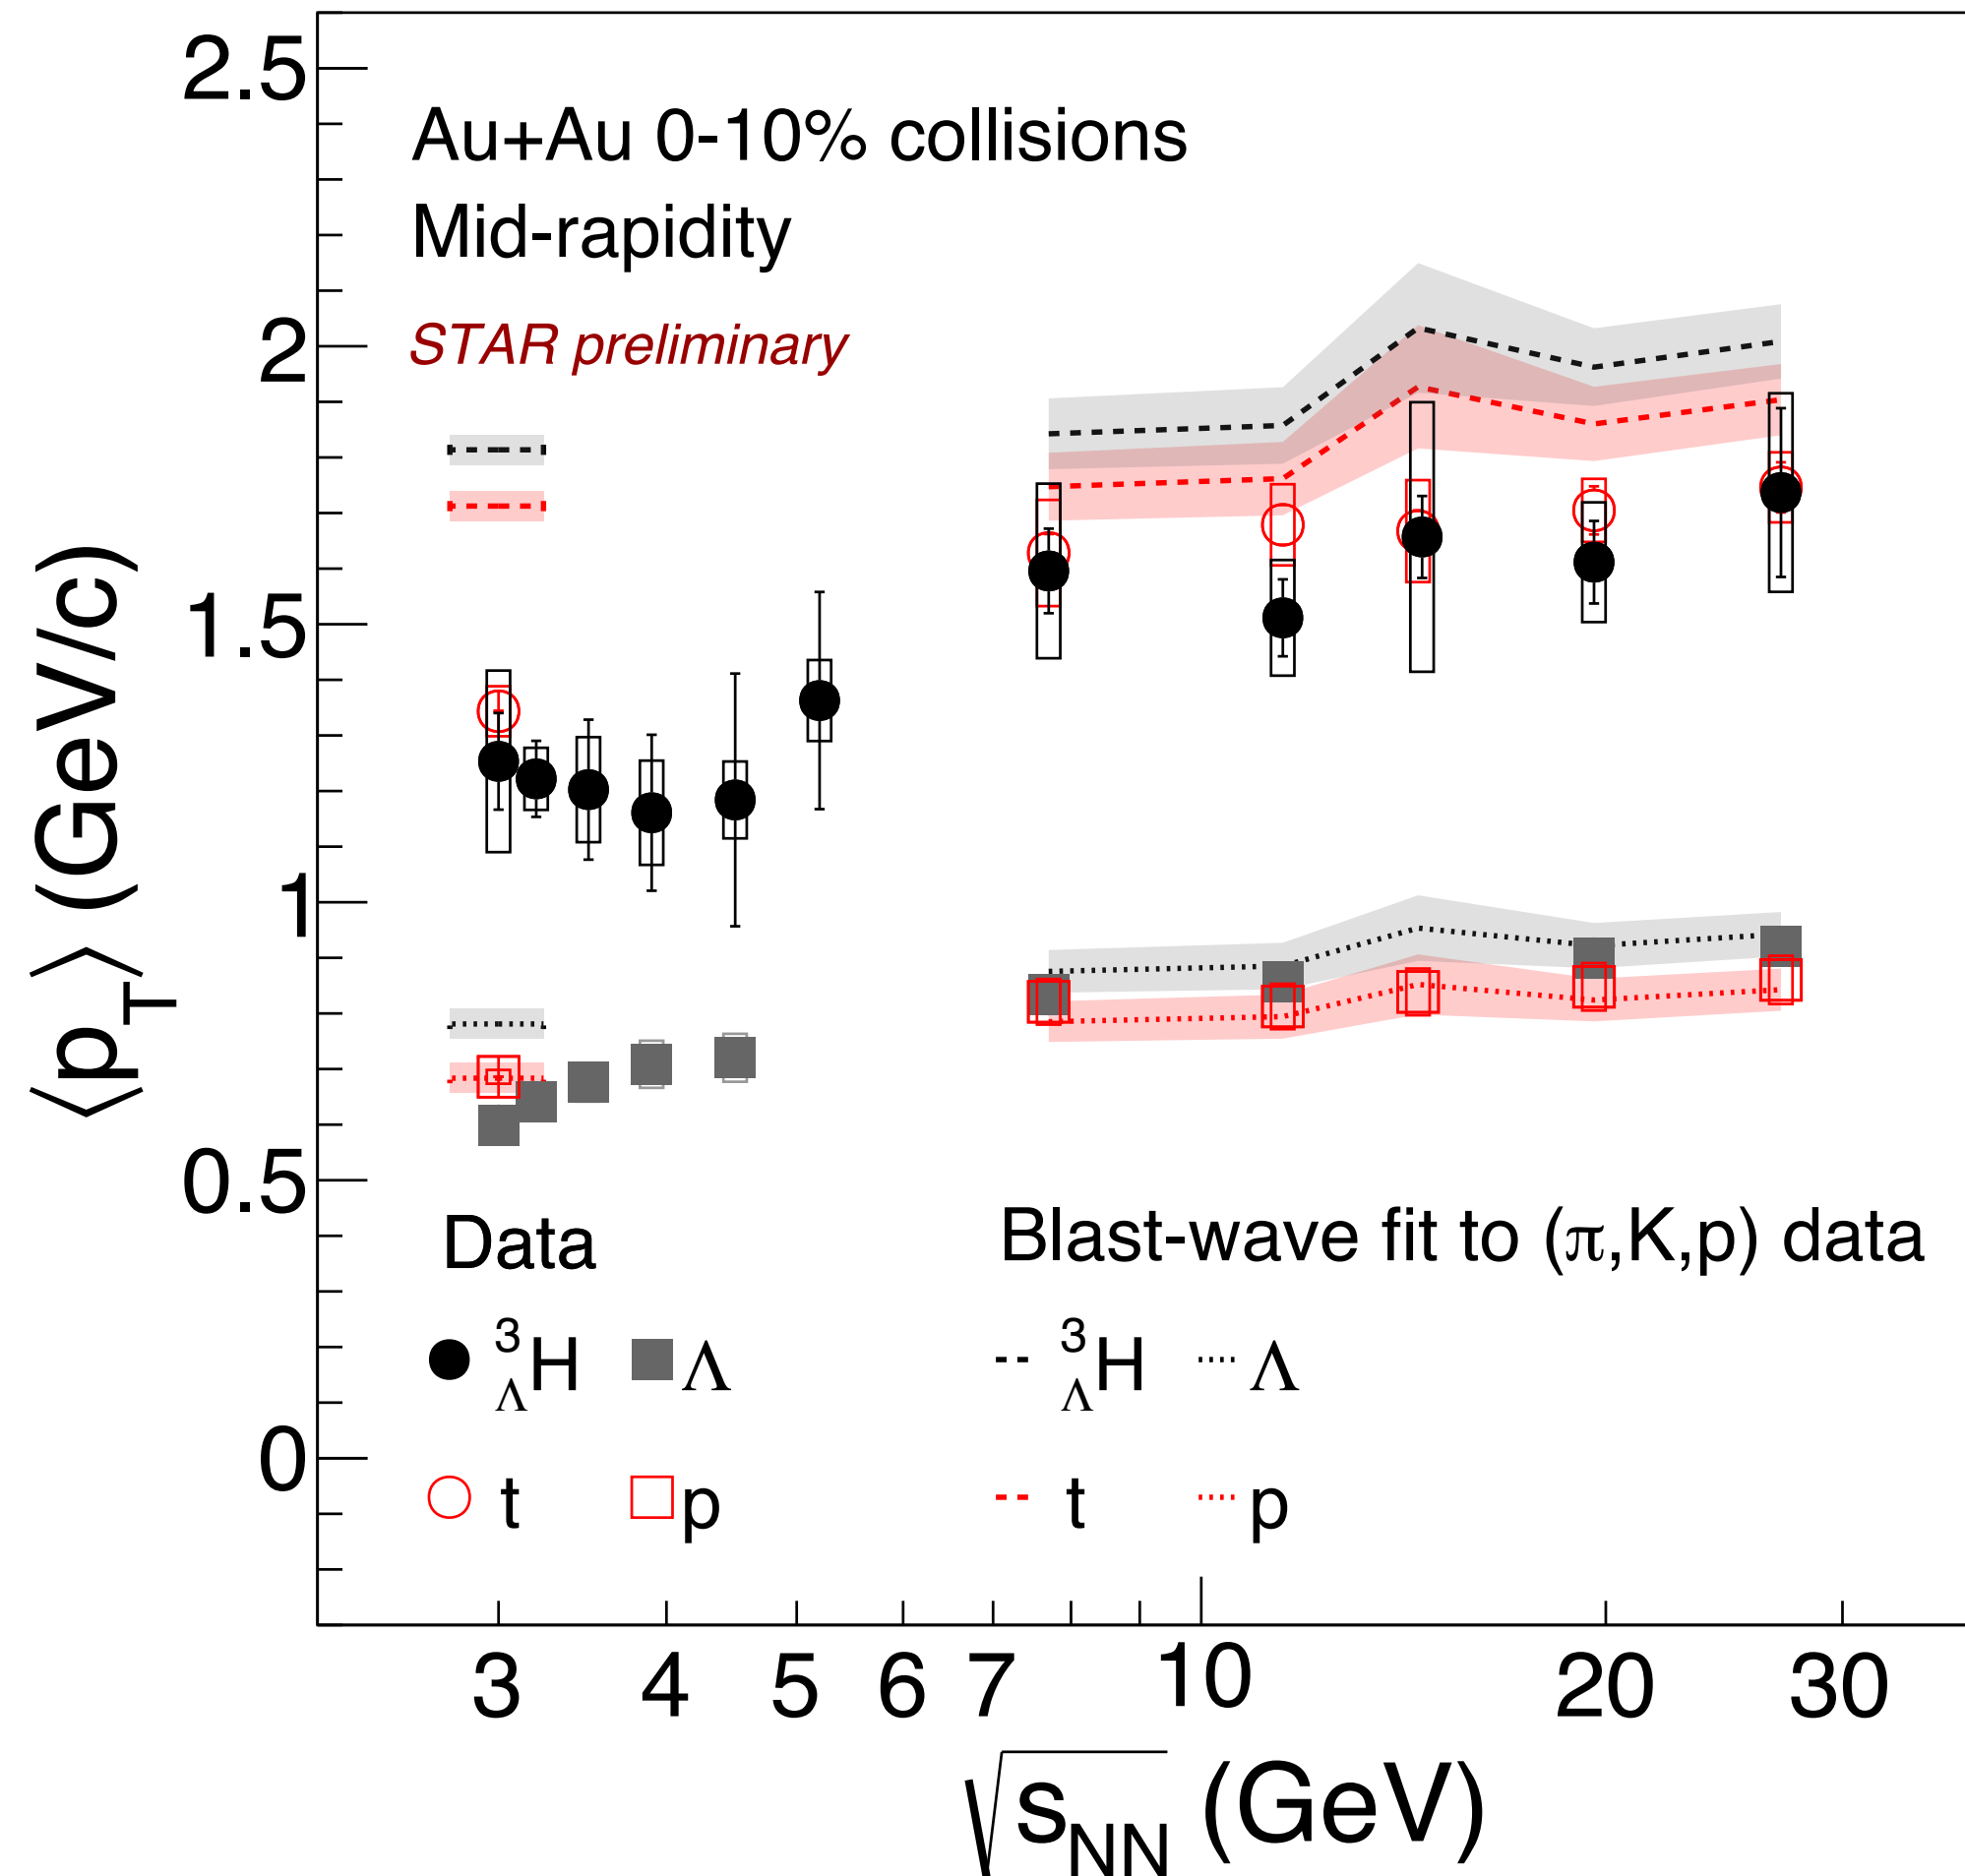 2.5
2
1.5
1
0.5
0
⟨p_T⟩ (GeV/c)
Au+Au 0-10% collisions
Mid-rapidity
STAR preliminary
Data
³_ΛH Λ
t p
Blast-wave fit to (π,K,p) data
³_ΛH Λ
t p
3 4 5 6 7 10 20 30
√s_NN (GeV)